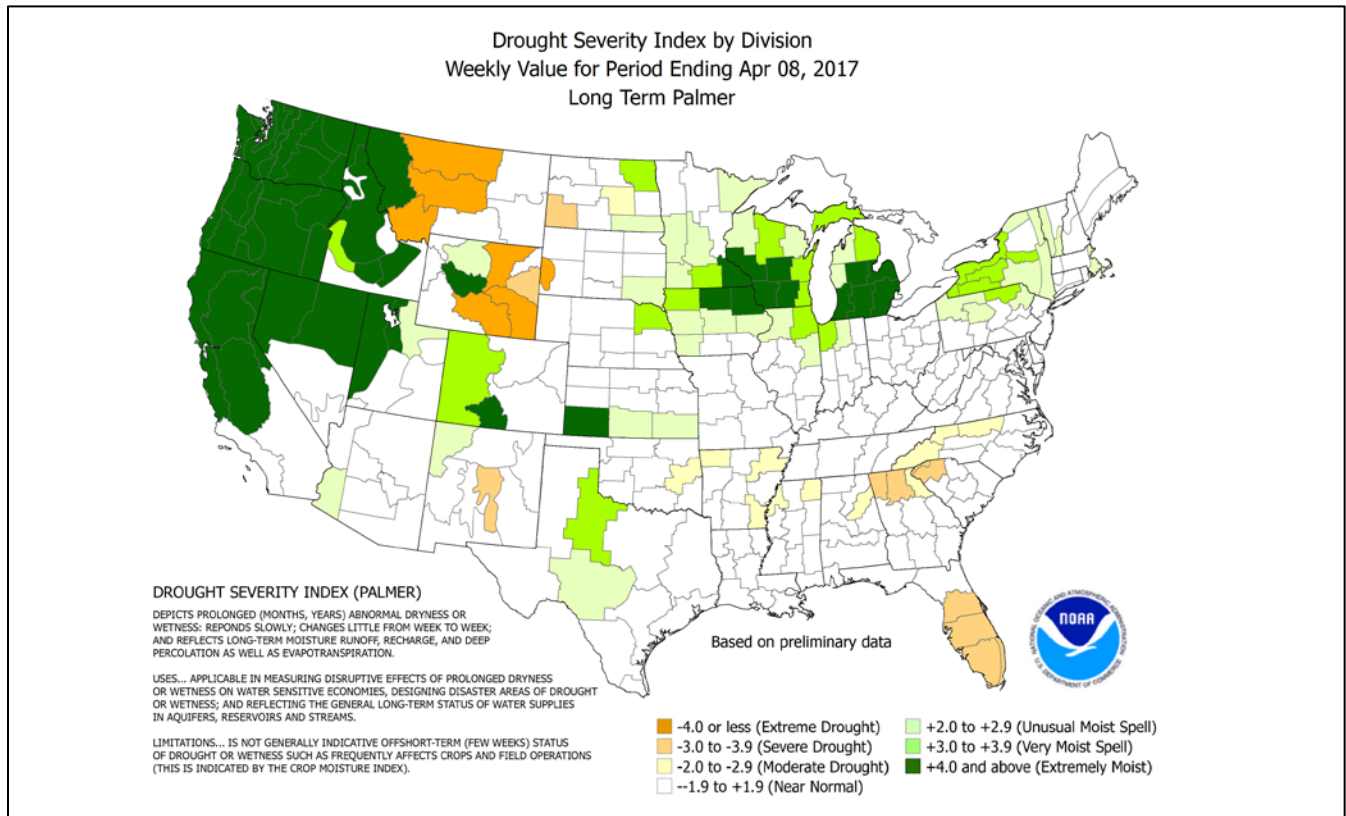 Drought Severity Index by Division
Weekly Value for Period Ending Apr 08, 2017
Long Term Palmer
DROUGHT SEVERITY INDEX (PALMER)
DEPICTS PROLONGED (MONTHS, YEARS) ABNORMAL DRYNESS OR
WETNESS: REPONDS SLOWLY; CHANGES LITTLE FROM WEEK TO WEEK;
AND REFLECTS LONG-TERM MOISTURE RUNOFF, RECHARGE, AND DEEP
PERCOLATION AS WELL AS EVAPOTRANSPIRATION.
USES... APPLICABLE IN MEASURING DISRUPTIVE EFFECTS OF PROLONGED DRYNESS
OR WETNESS ON WATER SENSITIVE ECONOMIES, DESIGNING DISASTER AREAS OF DROUGHT
OR WETNESS; AND REFLECTING THE GENERAL LONG-TERM STATUS OF WATER SUPPLIES
IN AQUIFERS, RESERVOIRS AND STREAMS.
LIMITATIONS... IS NOT GENERALLY INDICATIVE OFFSHORT-TERM (FEW WEEKS) STATUS
OF DROUGHT OR WETNESS SUCH AS FREQUENTLY AFFECTS CROPS AND FIELD OPERATIONS
(THIS IS INDICATED BY THE CROP MOISTURE INDEX).
Based on preliminary data
NATIONAL OCEANIC AND ATMOSPHERIC ADMINISTRATION
NOAA
U.S. DEPARTMENT OF COMMERCE
-4.0 or less (Extreme Drought)
-3.0 to -3.9 (Severe Drought)
-2.0 to -2.9 (Moderate Drought)
--1.9 to +1.9 (Near Normal)
+2.0 to +2.9 (Unusual Moist Spell)
+3.0 to +3.9 (Very Moist Spell)
+4.0 and above (Extremely Moist)